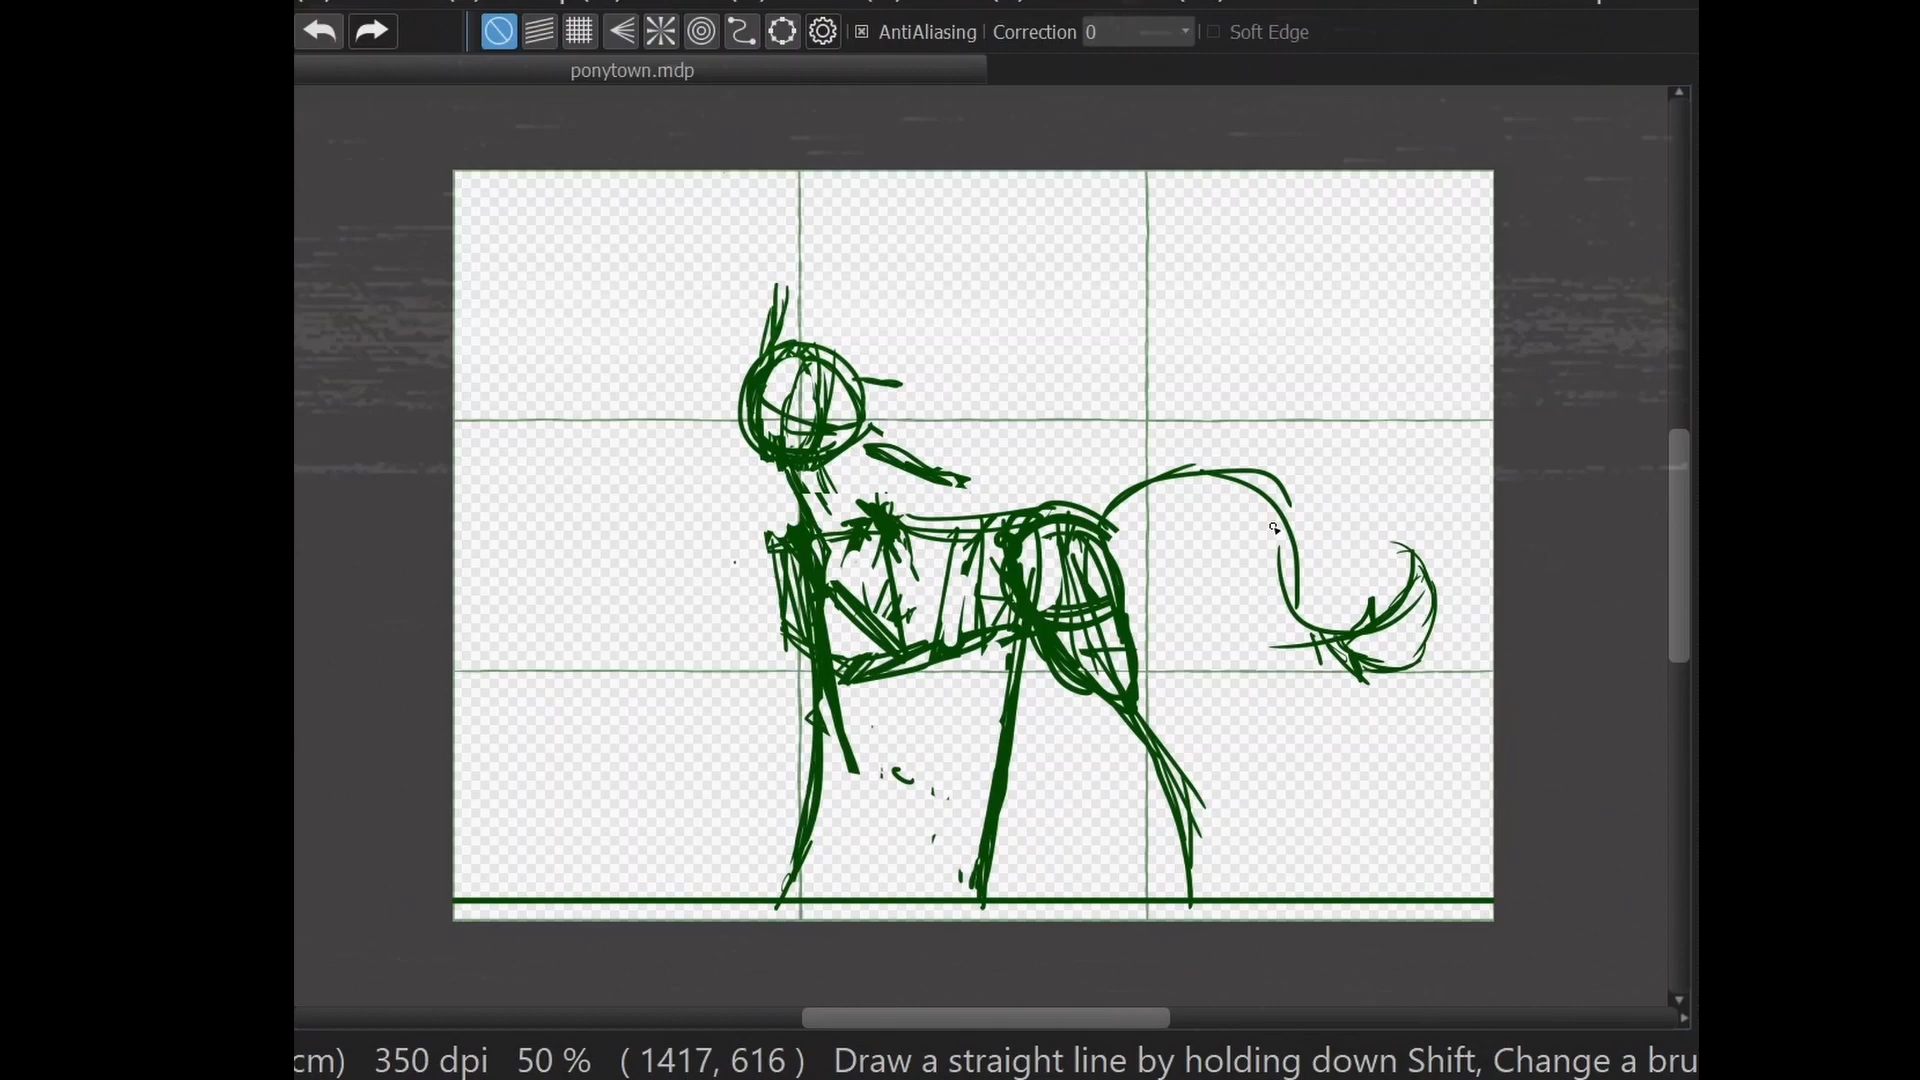 AntiAliasing Correction 0 Soft Edge
ponytown.mdp
cm) 350 dpi 50 % ( 1417, 616 ) Draw a straight line by holding down Shift, Change a bru